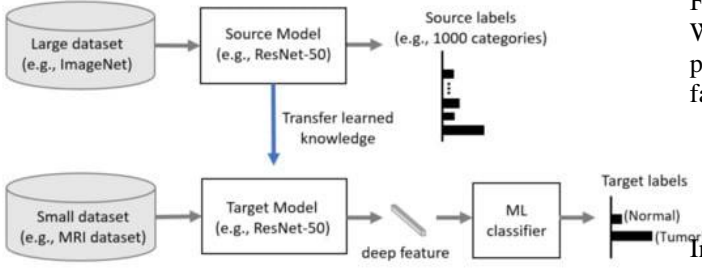 Large dataset
(e.g., ImageNet)
Source Model
(e.g., ResNet-50)
Source labels
(e.g., 1000 categories)
Transfer learned
knowledge
Small dataset
(e.g., MRI dataset)
Target Model
(e.g., ResNet-50)
deep feature
ML
classifier
Target labels
(Normal)
(Tumor